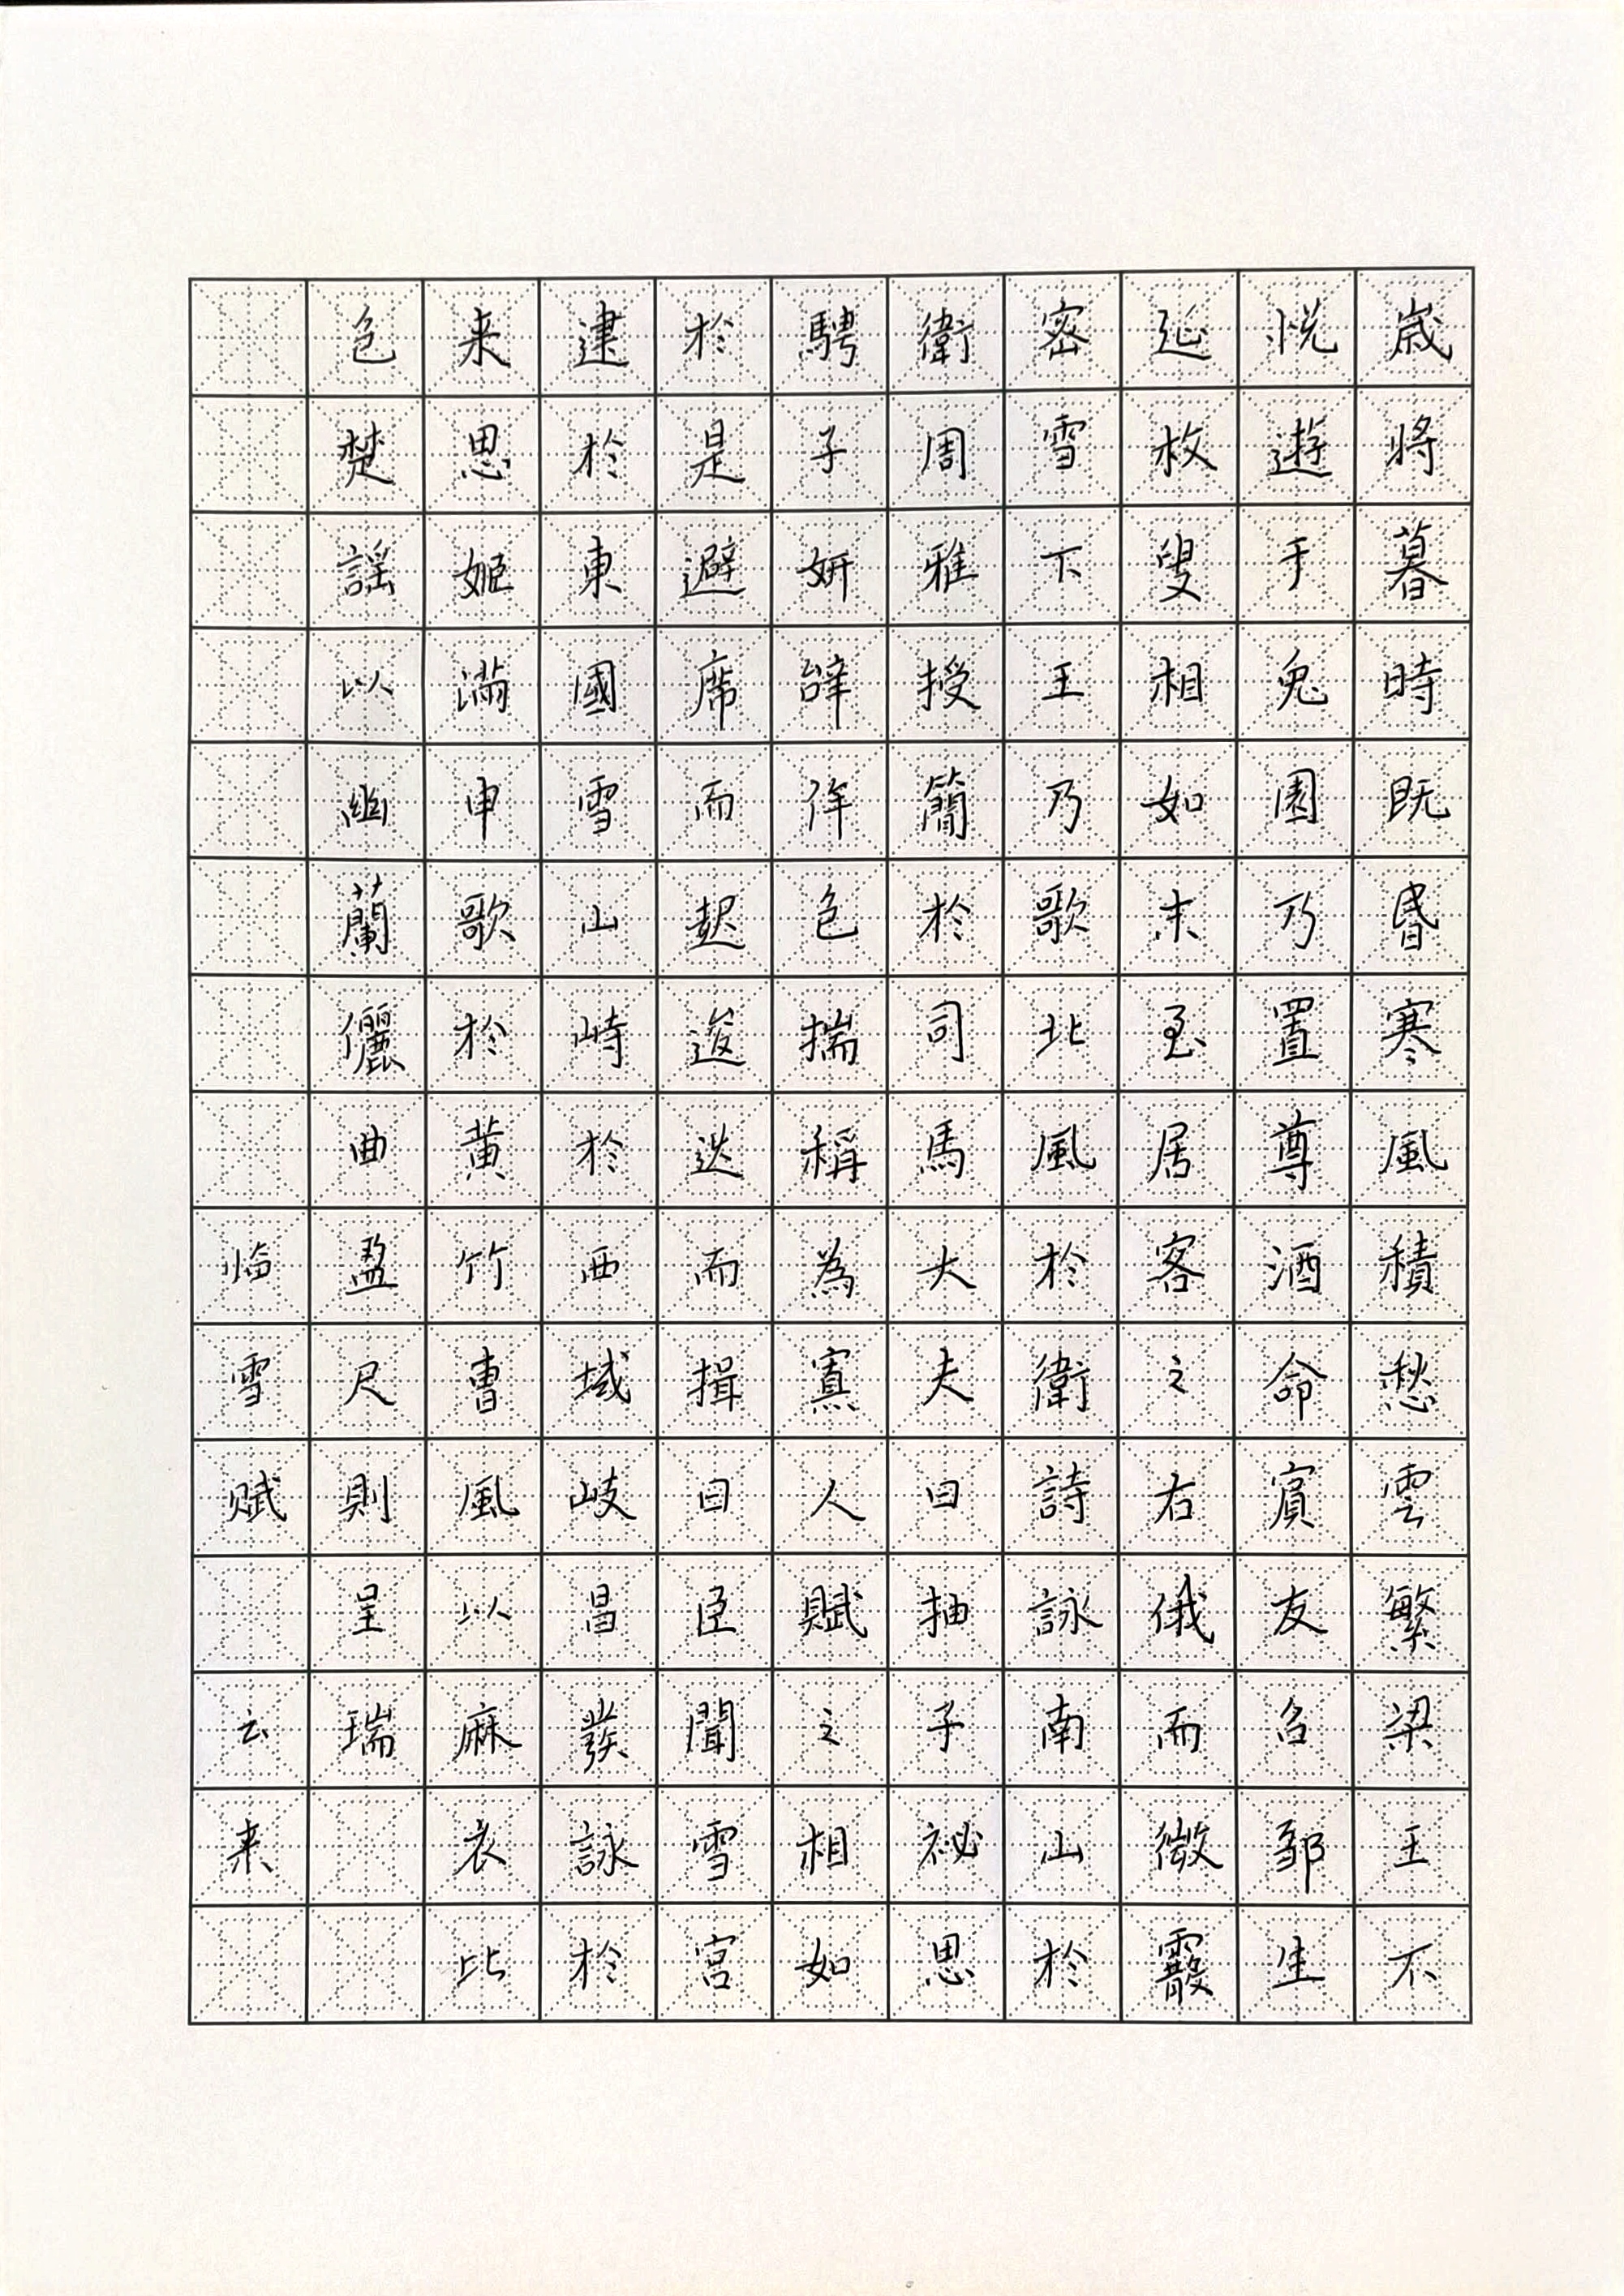 歲將暮時既昏寒風積愁雲繁梁王不
悦遊于兔園乃置尊酒命賓友召鄒生
延枚叟相如末至居客之右俄而微霰
密雪下王乃歌北風於衛詩詠南山於
衛周雅授簡於司馬大夫曰抽子祕思
騁子妍辭侔色揣稱為寡人賦之相如
於是避席而起逡迭而揖曰臣聞雪宮
建於東國雪山峙於西域岐昌發詠於
来思姬滿申歌於黄竹曹風以麻衣比
色楚謡以幽蘭儷曲盈尺則呈瑞
临雪赋 云来